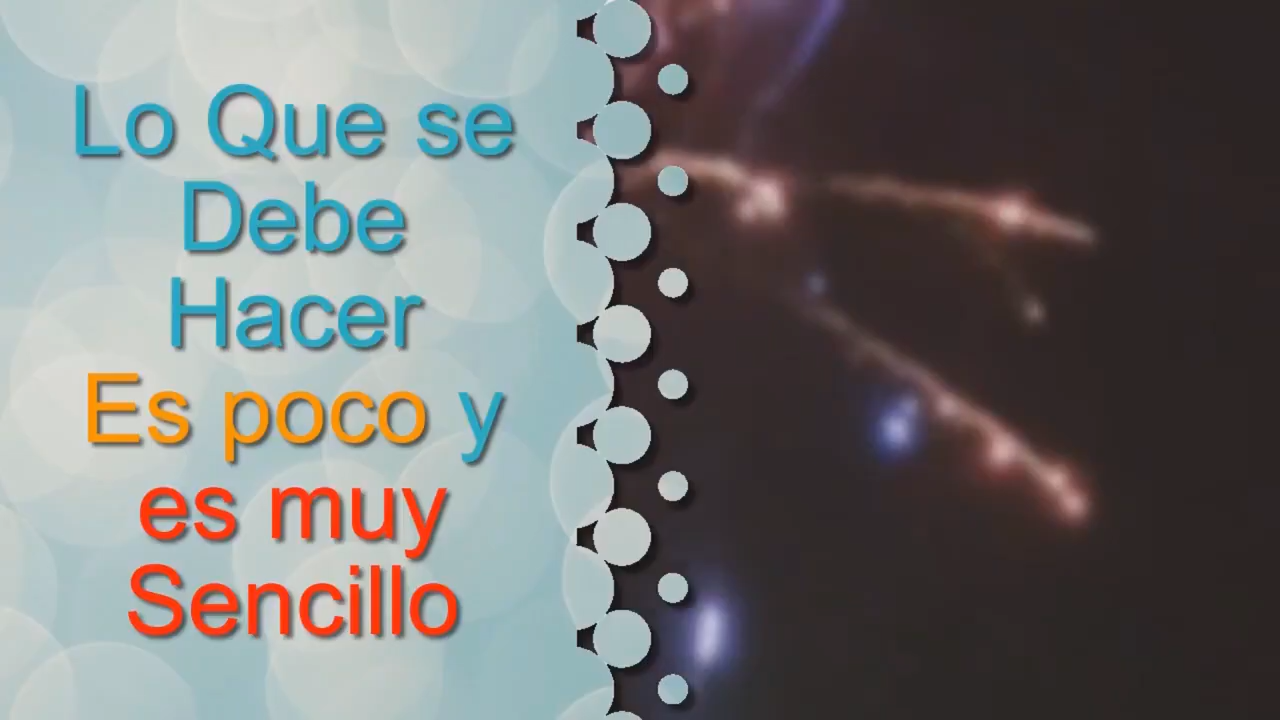 Lo Que se
Debe
Hacer
Es poco y
es muy
Sencillo